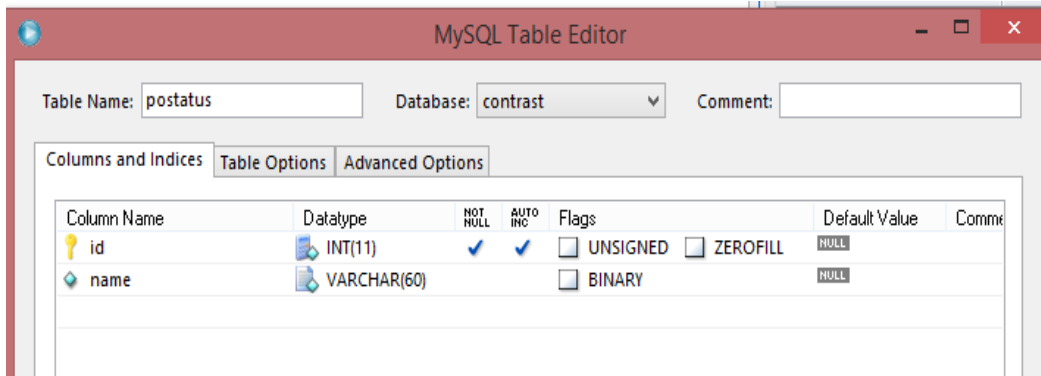 MySQL Table Editor
Table Name: postatus Database: contrast Comment:
Columns and Indices Table Options Advanced Options
Column Name Datatype NOT NULL AUTO INC Flags Default Value Comme
id INT(11) UNSIGNED ZEROFILL NULL
name VARCHAR(60) BINARY NULL